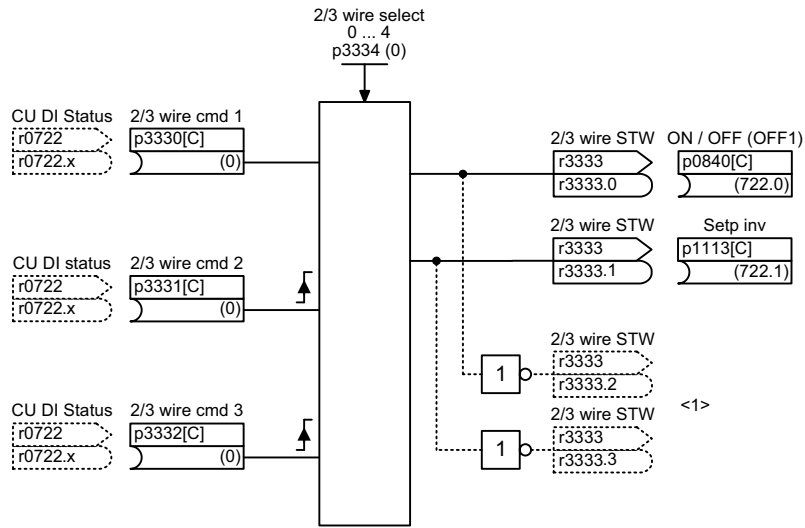 2/3 wire select
0 ... 4
p3334 (0)
CU DI Status 2/3 wire cmd 1
r0722 p3330[C]
r0722.x (0)
2/3 wire STW ON / OFF (OFF1)
r3333 p0840[C]
r3333.0 (722.0)
2/3 wire STW Setp inv
r3333 p1113[C]
r3333.1 (722.1)
CU DI status 2/3 wire cmd 2
r0722 p3331[C]
r0722.x (0)
2/3 wire STW
r3333
1 r3333.2
<1>
CU DI Status 2/3 wire cmd 3
r0722 p3332[C]
r0722.x (0)
2/3 wire STW
r3333
1 r3333.3